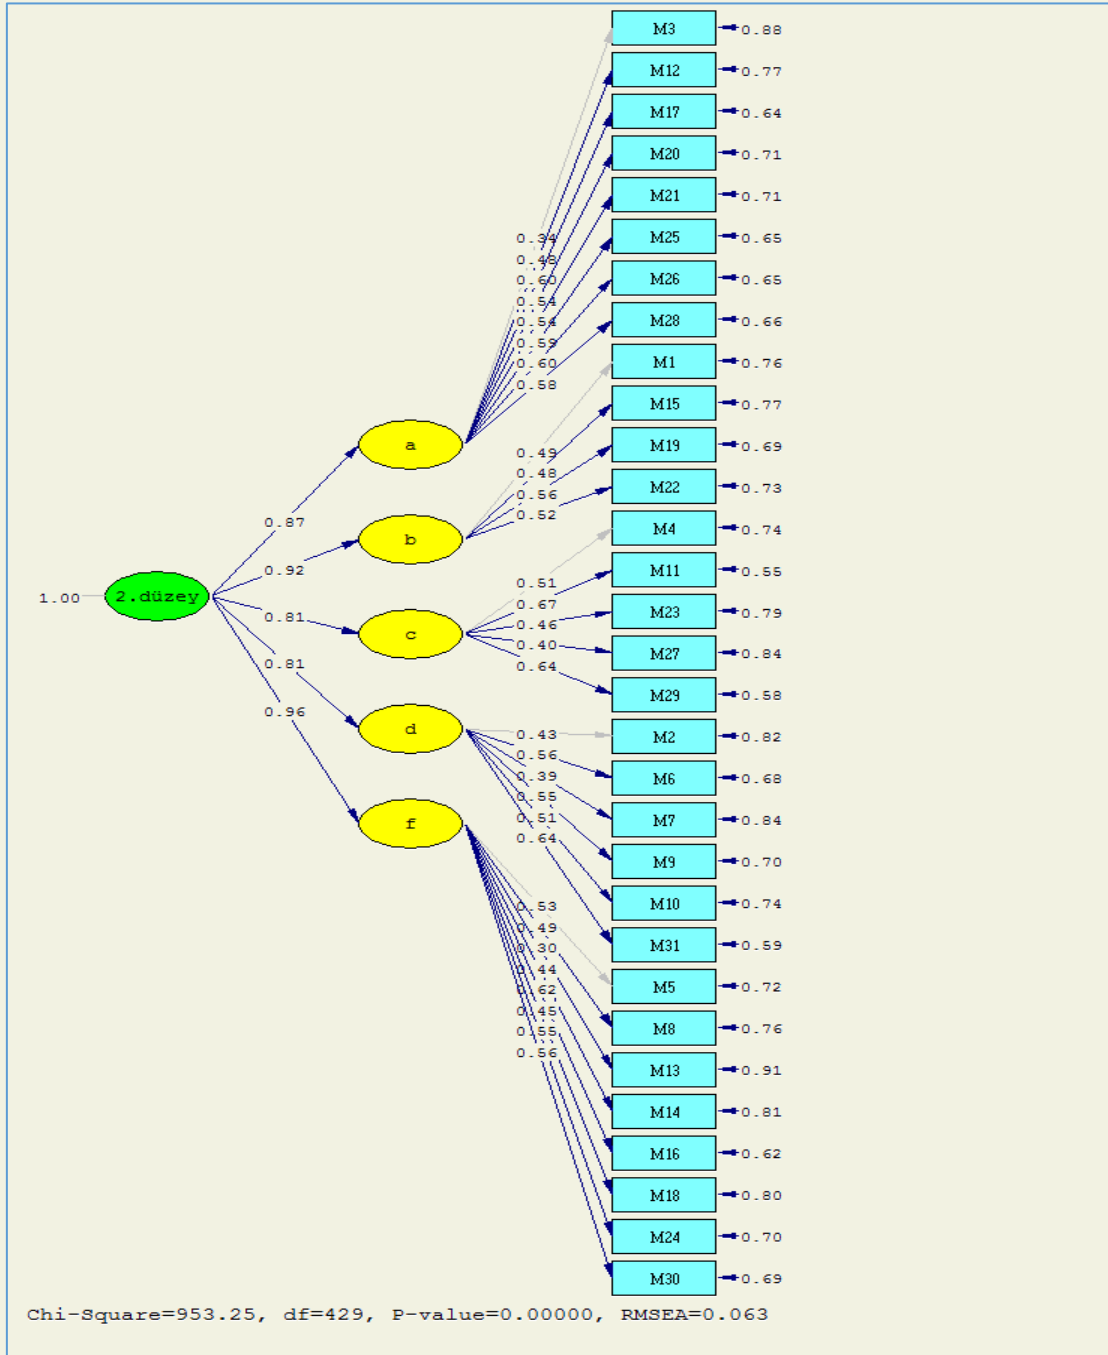 M3 0.88
M12 0.77
M17 0.64
M20 0.71
M21 0.71
0.34 M25 0.65
0.48
0.60 M26 0.65
0.54
0.54 M28 0.66
0.59
0.60 M1 0.76
0.58
M15 0.77
a
0.49 M19 0.69
0.48
0.56 M22 0.73
0.52
0.87 M4 0.74
b
0.92 M11 0.55
0.51
1.00 2.düzey
0.67 M23 0.79
0.81
c
0.46
0.40 M27 0.84
0.81 0.64
M29 0.58
0.96
d 0.43 M2 0.82
0.56
0.39 M6 0.68
0.55
0.51 M7 0.84
f 0.64
M9 0.70
0.53 M10 0.74
0.49
0.30 M31 0.59
0.44
0.62 M5 0.72
0.45
0.55 M8 0.76
0.56
M13 0.91
M14 0.81
M16 0.62
M18 0.80
M24 0.70
M30 0.69
Chi-Square=953.25, df=429, P-value=0.00000, RMSEA=0.063